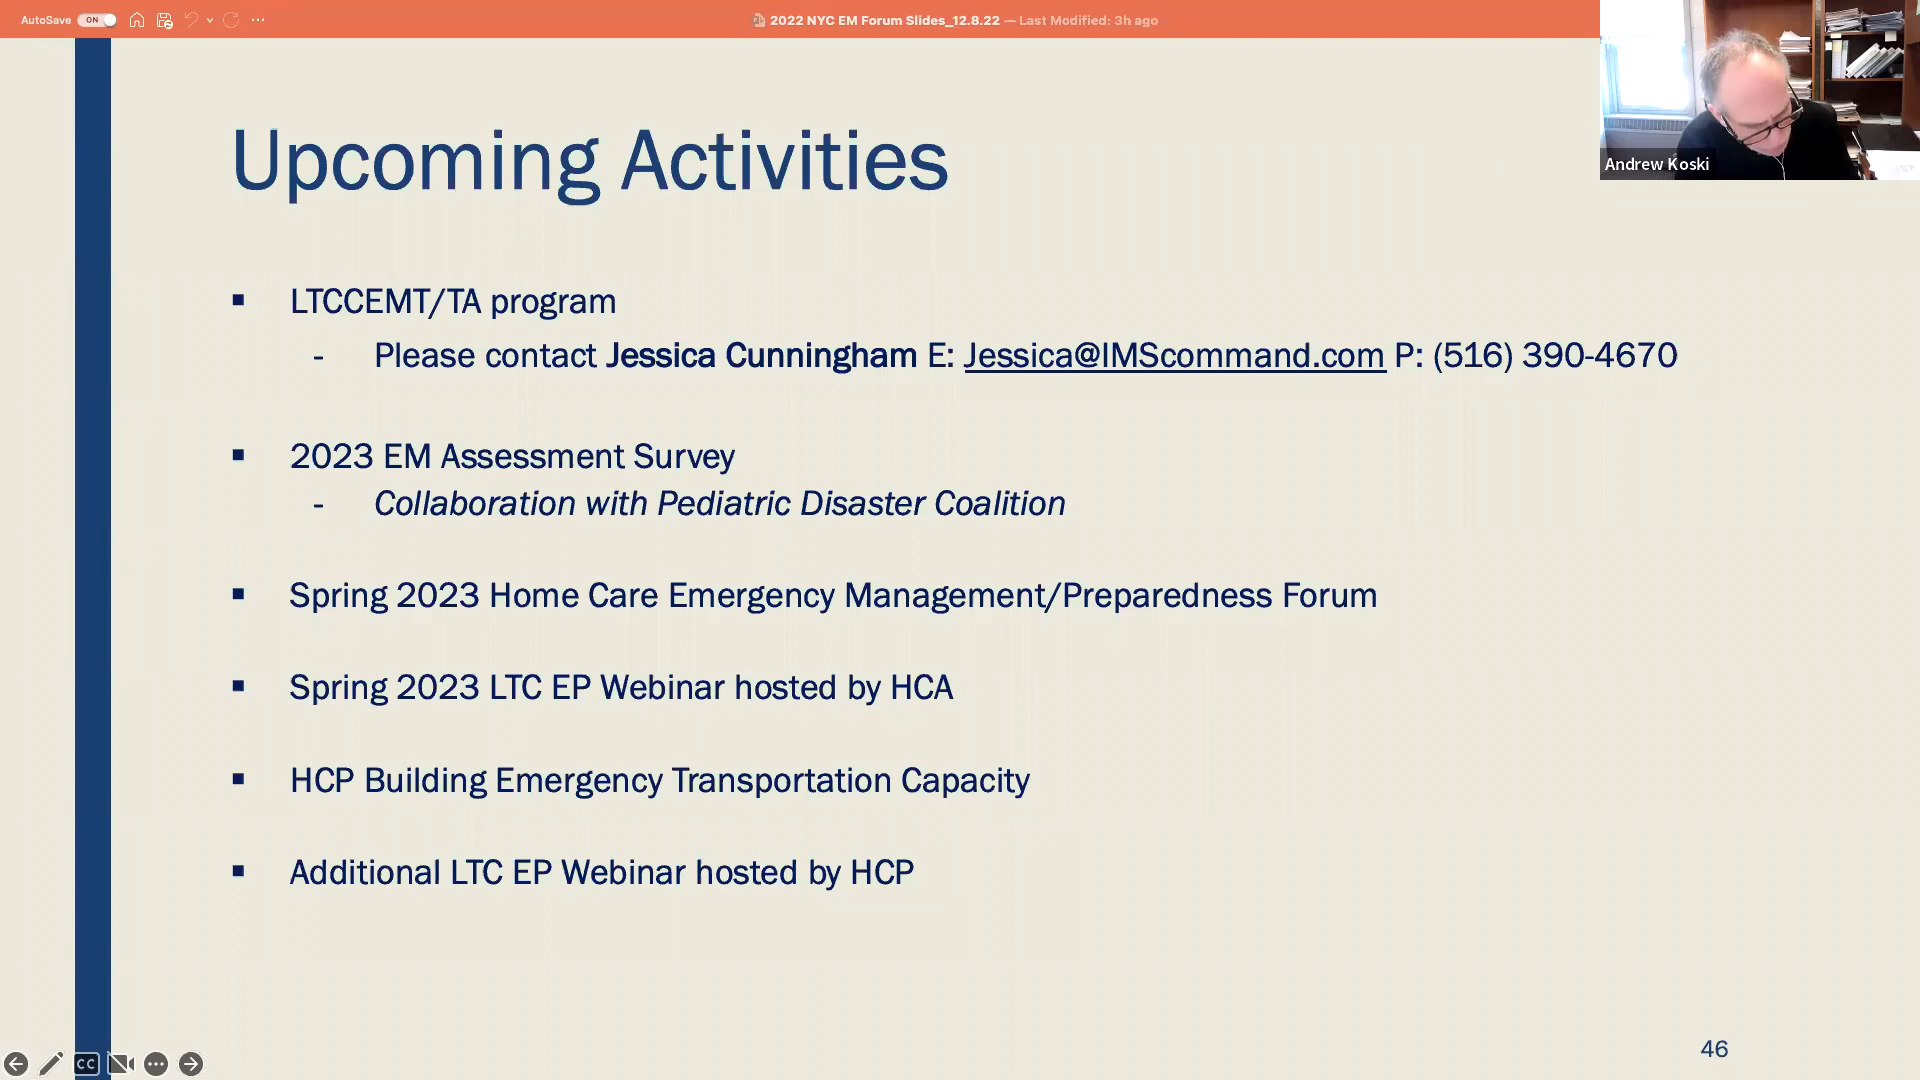 AutoSave ON 2022 NYC EM Forum Slides_12.8.22 — Last Modified: 3h ago
Andrew Koski
Upcoming Activities
▪ LTCCEMT/TA program
- Please contact Jessica Cunningham E: Jessica@IMScommand.com P: (516) 390-4670
▪ 2023 EM Assessment Survey
- Collaboration with Pediatric Disaster Coalition
▪ Spring 2023 Home Care Emergency Management/Preparedness Forum
▪ Spring 2023 LTC EP Webinar hosted by HCA
▪ HCP Building Emergency Transportation Capacity
▪ Additional LTC EP Webinar hosted by HCP
46
CC